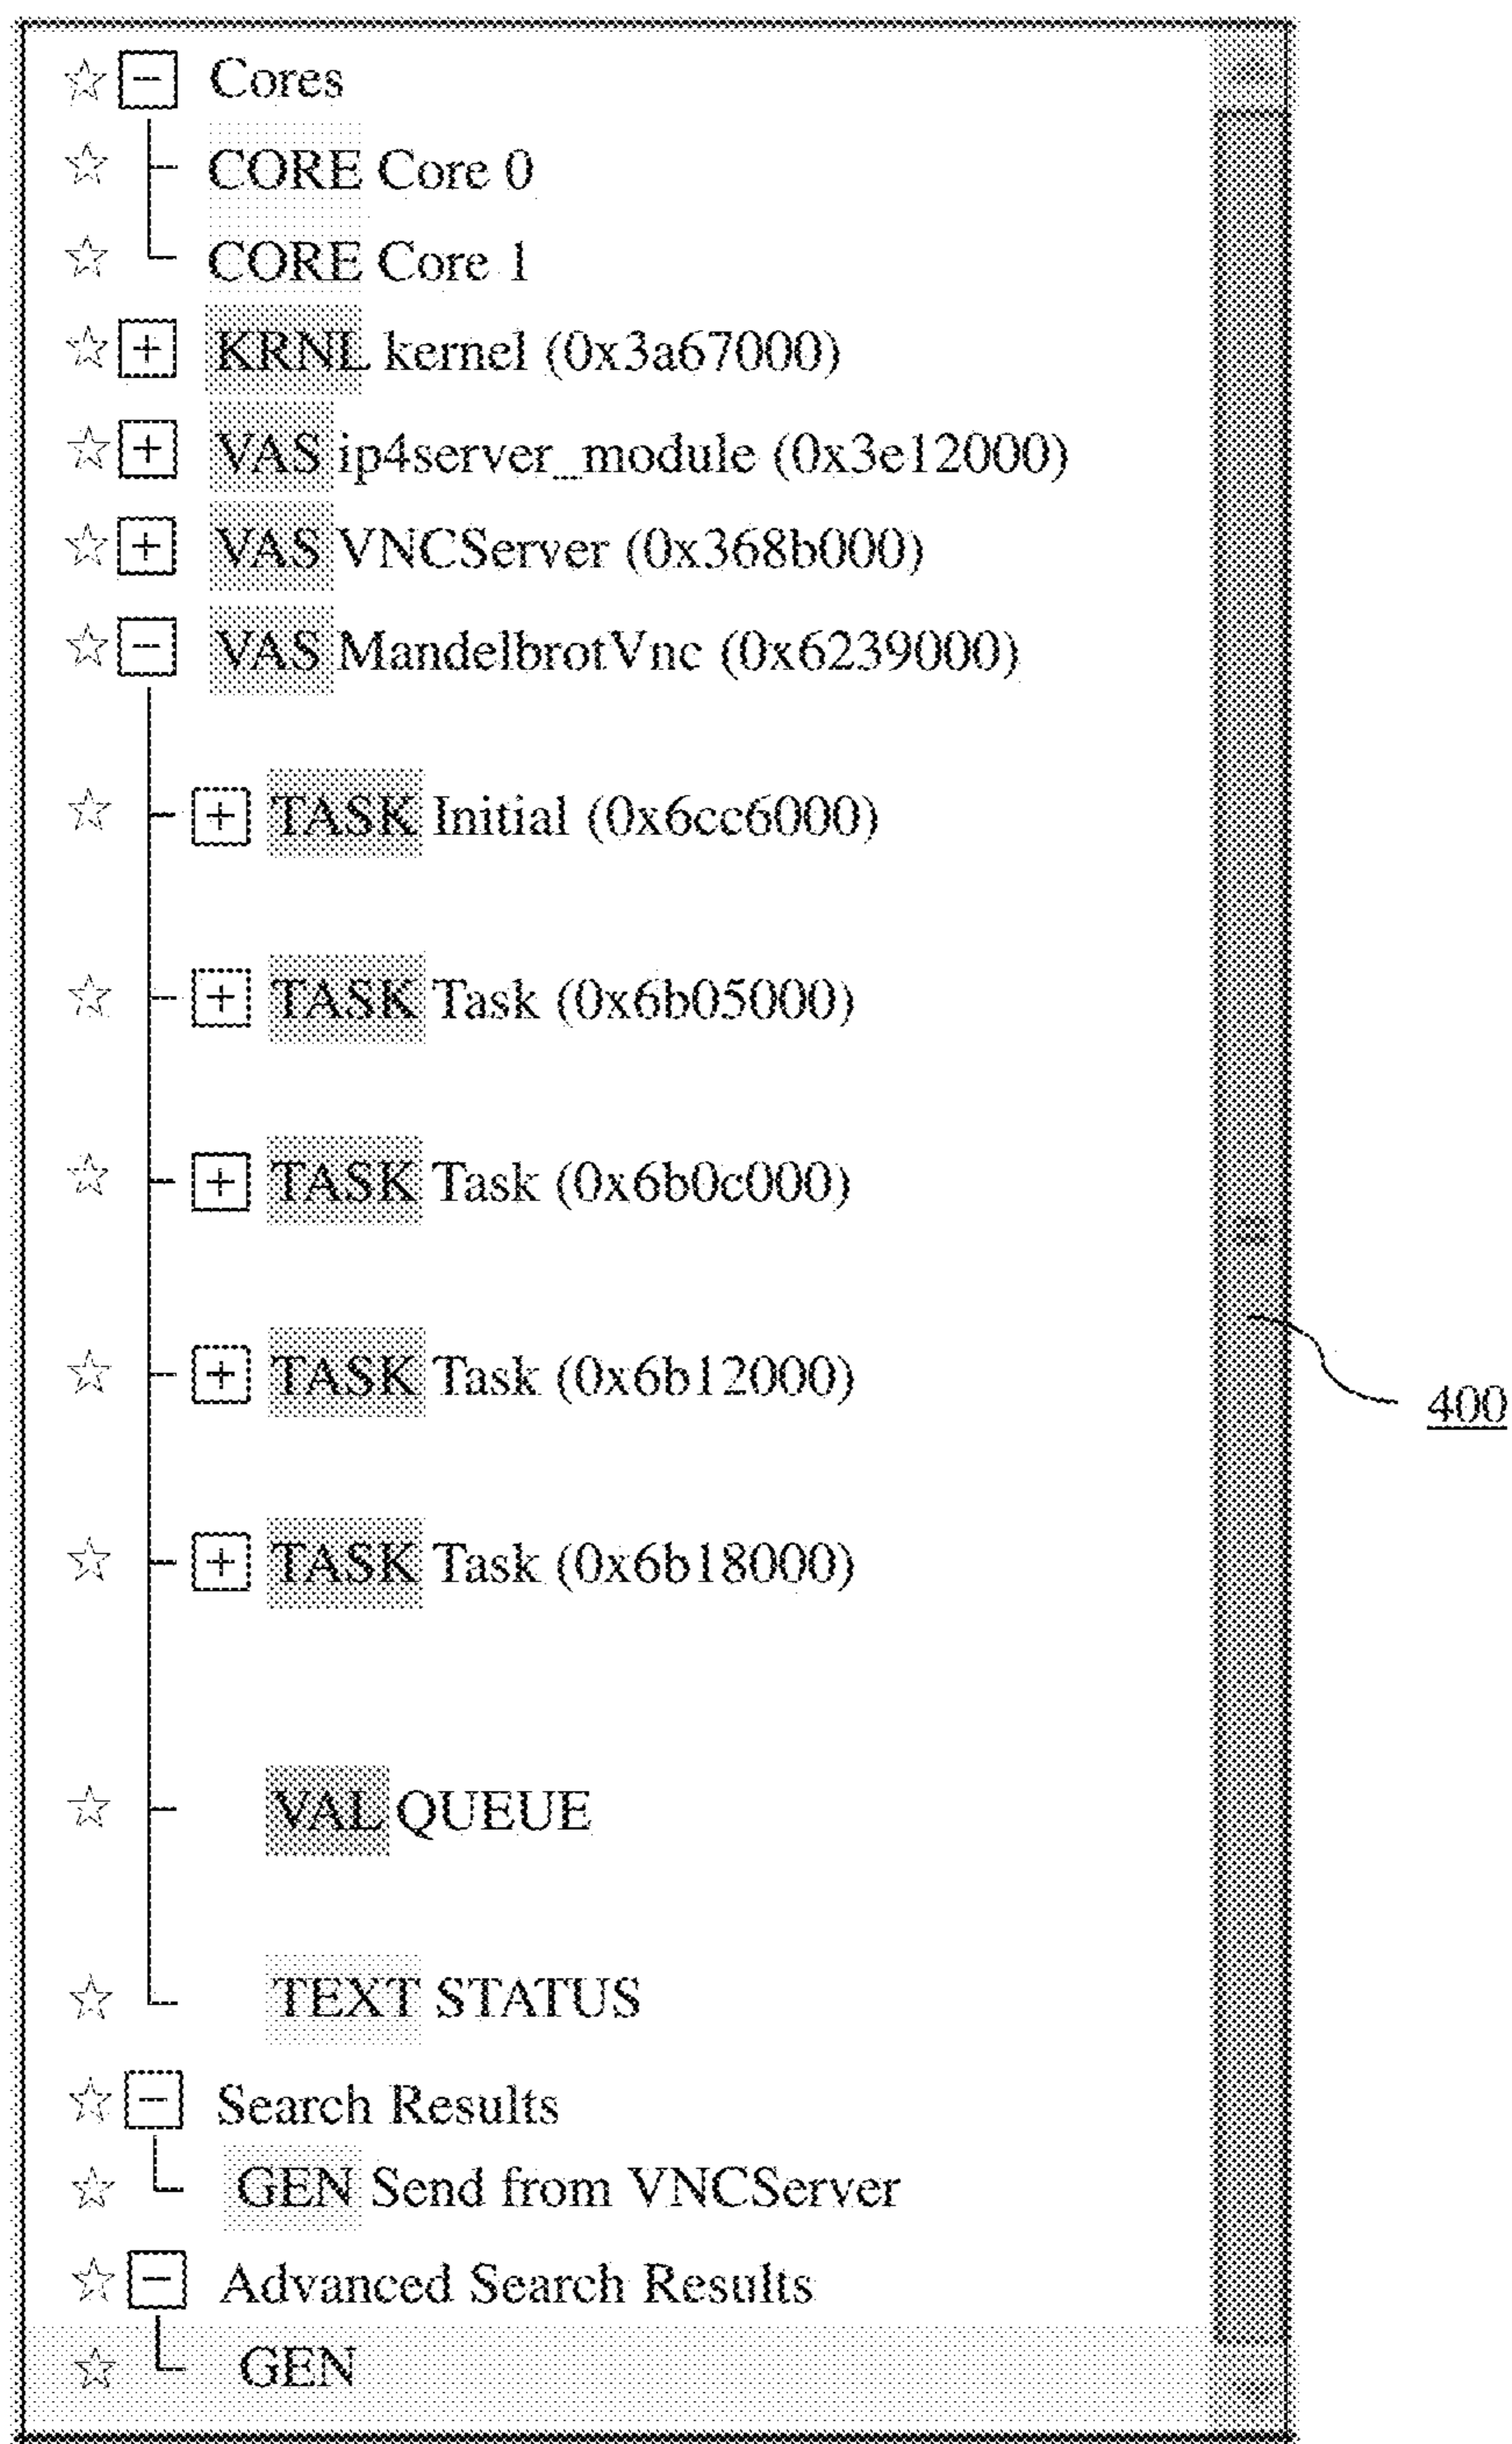 Cores
CORE Core 0
CORE Core 1
KRNL kernel (0x3a67000)
VAS ip4server_module (0x3e12000)
VAS VNCServer (0x368b000)
VAS MandelbrotVnc (0x6239000)
TASK Initial (0x6cc6000)
TASK Task (0x6b05000)
TASK Task (0x6b0c000)
TASK Task (0x6b12000)
400
TASK Task (0x6b18000)
VAL QUEUE
TEXT STATUS
Search Results
GEN Send from VNCServer
Advanced Search Results
GEN